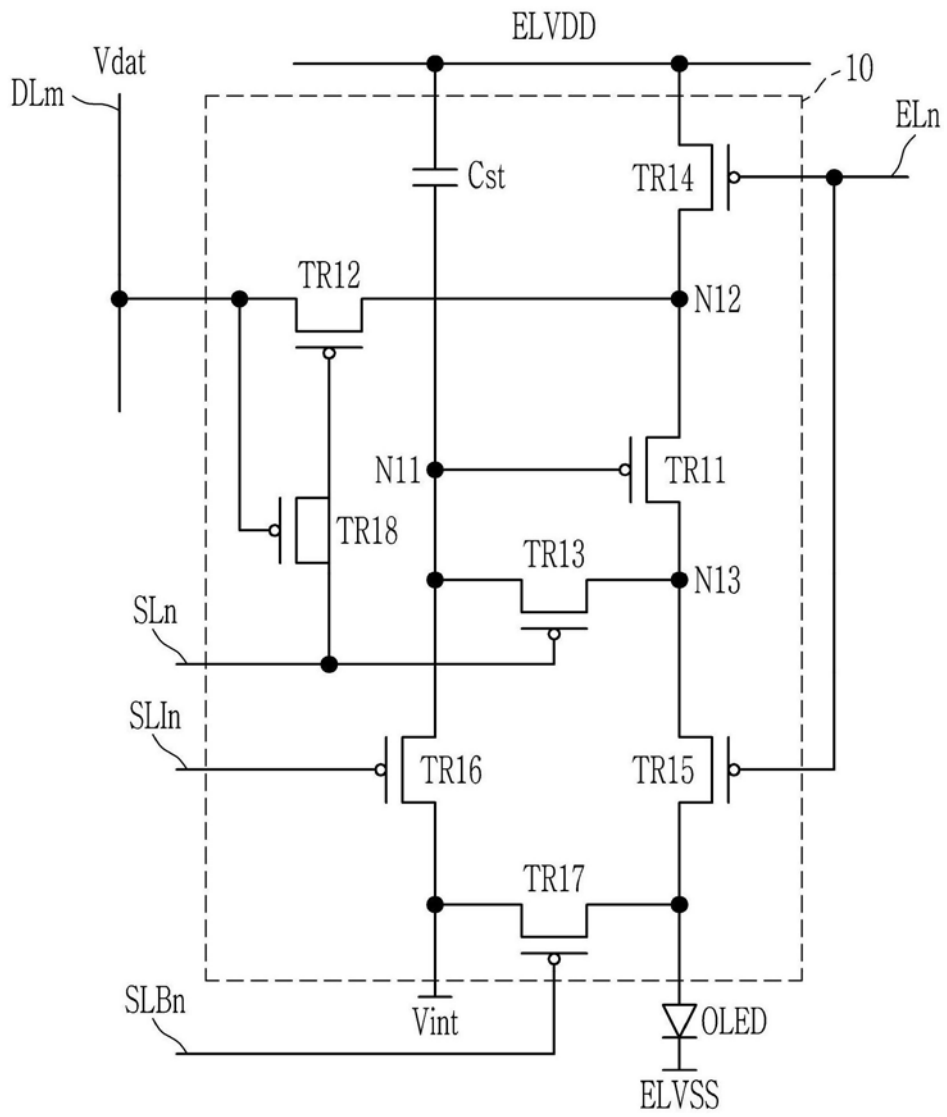 ELVDD
Vdat
DLm
10
ELn
Cst
TR14
TR12
N12
N11
TR11
TR18
TR13
N13
SLn
SLIn
TR16
TR15
TR17
SLBn
Vint
OLED
ELVSS